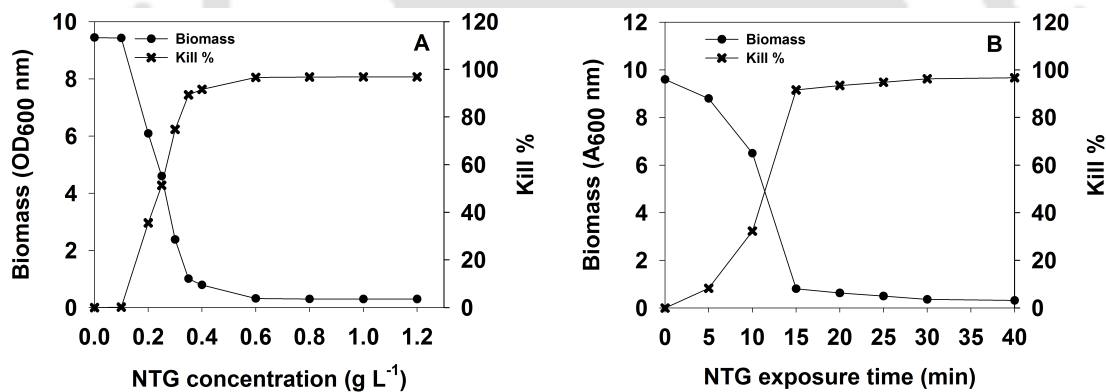 A
Biomass
Kill %
Biomass (OD600 nm)
10
8
6
4
2
0
120
100
80
60
40
20
0
Kill %
0.0 0.2 0.4 0.6 0.8 1.0 1.2
NTG concentration (g L-1)
B
Biomass
Kill %
Biomass (A600 nm)
12
10
8
6
4
2
0
120
100
80
60
40
20
0
Kill %
0 5 10 15 20 25 30 35 40
NTG exposure time (min)